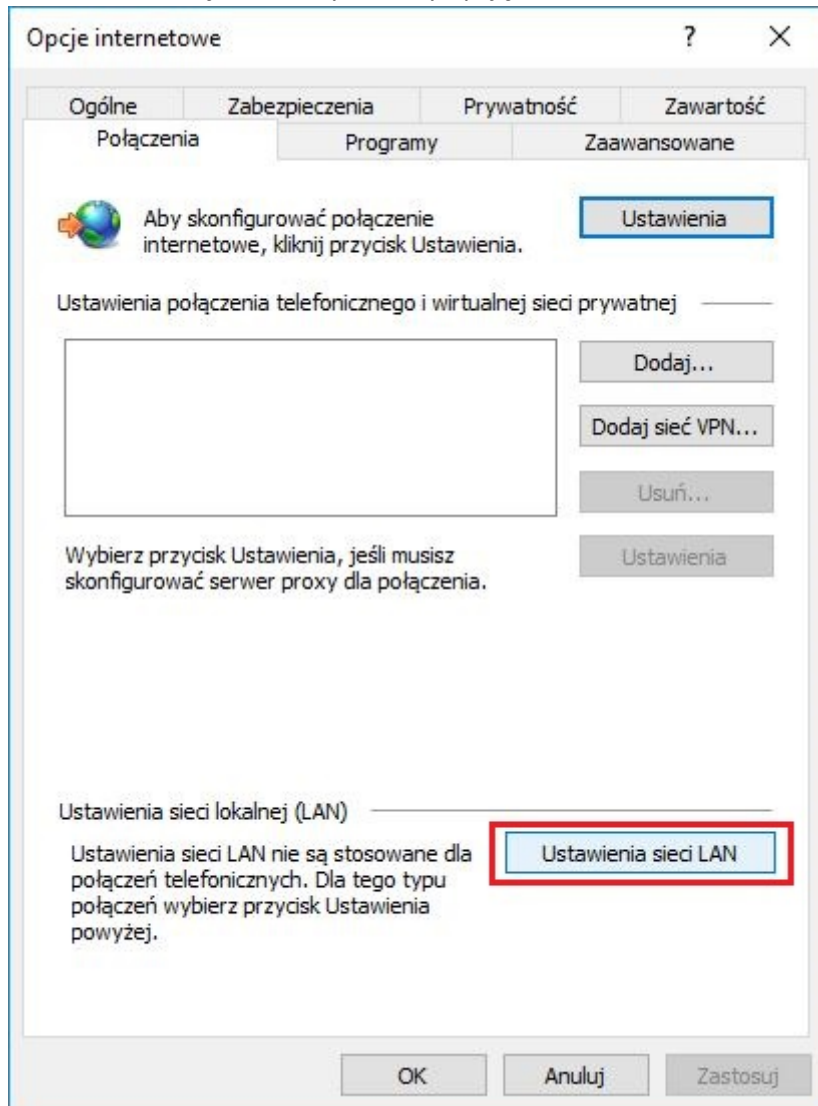 Opcje internetowe ? ×
Ogólne Zabezpieczenia Prywatność Zawartość
Połączenia Programy Zaawansowane
Aby skonfigurować połączenie
internetowe, kliknij przycisk Ustawienia.
Ustawienia
Ustawienia połączenia telefonicznego i wirtualnej sieci prywatnej
Dodaj...
Dodaj sieć VPN...
Usuń...
Wybierz przycisk Ustawienia, jeśli musisz
skonfigurować serwer proxy dla połączenia.
Ustawienia
Ustawienia sieci lokalnej (LAN)
Ustawienia sieci LAN nie są stosowane dla
połączeń telefonicznych. Dla tego typu
połączeń wybierz przycisk Ustawienia
powyżej.
Ustawienia sieci LAN
OK Anuluj Zastosuj